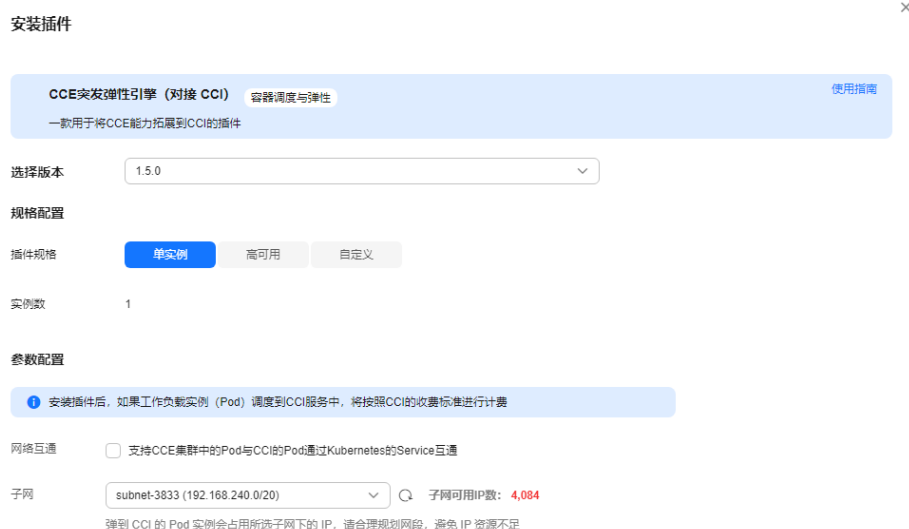 安装插件
CCE突发弹性引擎（对接 CCI） 容器调度与弹性 使用指南
一款用于将CCE能力拓展到CCI的插件
选择版本 1.5.0
规格配置
插件规格 单实例 高可用 自定义
实例数 1
参数配置
安装插件后，如果工作负载实例（Pod）调度到CCI服务中，将按照CCI的收费标准进行计费
网络互通 支持CCE集群中的Pod与CCI的Pod通过Kubernetes的Service互通
子网 subnet-3833 (192.168.240.0/20) 子网可用IP数： 4,084
弹到 CCI 的 Pod 实例会占用所选子网下的 IP，请合理规划网段，避免 IP 资源不足